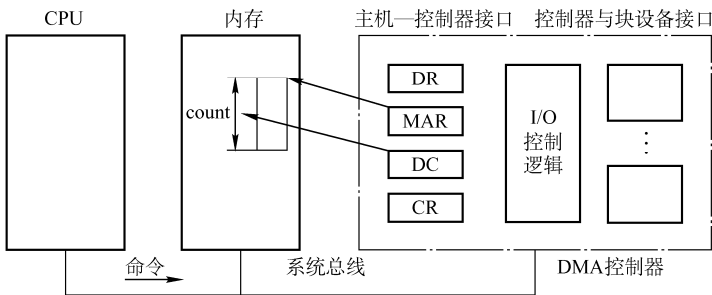 CPU
内存
主机—控制器接口
控制器与块设备接口
count
DR
MAR
DC
CR
I/O
控制
逻辑
⋮
命令
系统总线
DMA控制器